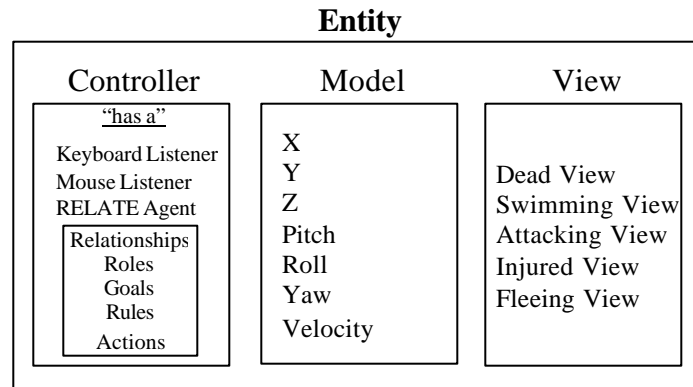 Entity
Controller
"has a"
Keyboard Listener
Mouse Listener
RELATE Agent
Relationships
Roles
Goals
Rules
Actions
Model
X
Y
Z
Pitch
Roll
Yaw
Velocity
View
Dead View
Swimming View
Attacking View
Injured View
Fleeing View